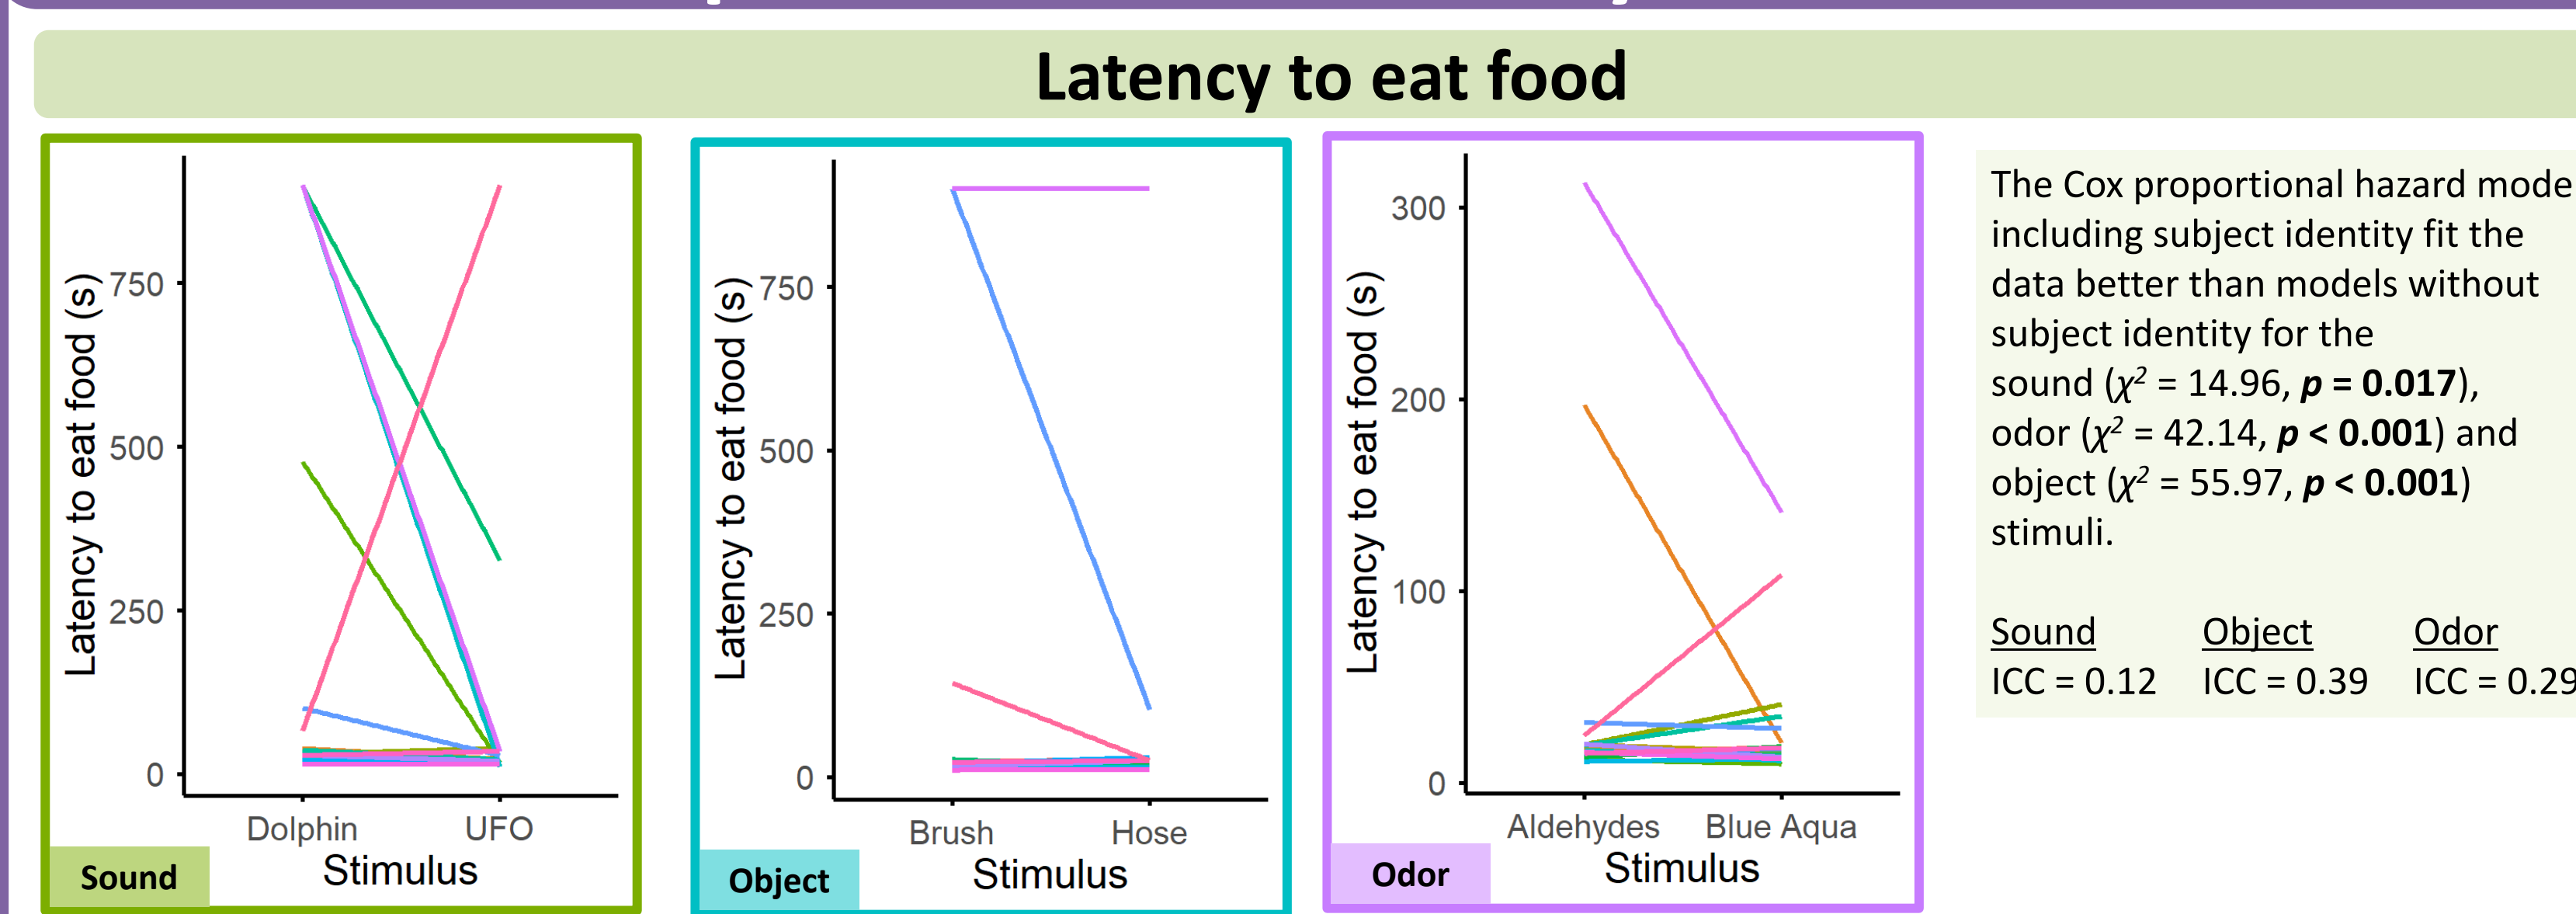 Latency to eat food
Latency to eat food (s)
750
500
250
0
Dolphin UFO
Stimulus
Sound
Latency to eat food (s)
750
500
250
0
Brush Hose
Stimulus
Object
Latency to eat food (s)
300
200
100
0
Aldehydes Blue Aqua
Stimulus
Odor
The Cox proportional hazard mode
including subject identity fit the
data better than models without
subject identity for the
sound (χ² = 14.96, p = 0.017),
odor (χ² = 42.14, p < 0.001) and
object (χ² = 55.97, p < 0.001)
stimuli.
Sound Object Odor
ICC = 0.12 ICC = 0.39 ICC = 0.29